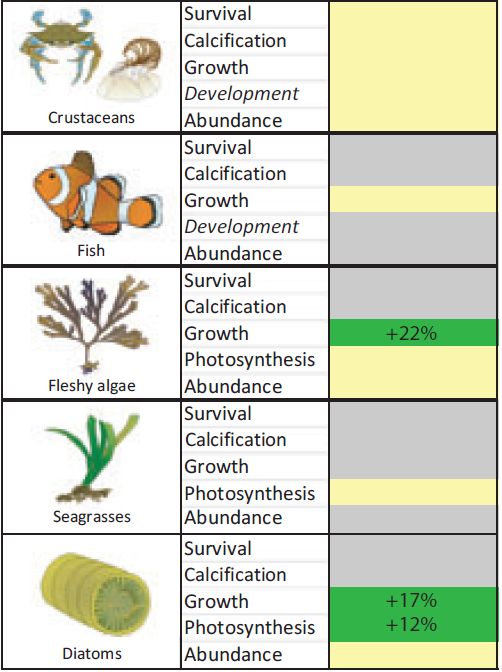 Survival
Calcification
Growth
Development
Abundance
Crustaceans
Survival
Calcification
Growth
Development
Abundance
Fish
Survival
Calcification
Growth +22%
Photosynthesis
Abundance
Fleshy algae
Survival
Calcification
Growth
Photosynthesis
Abundance
Seagrasses
Survival
Calcification
Growth +17%
Photosynthesis +12%
Abundance
Diatoms